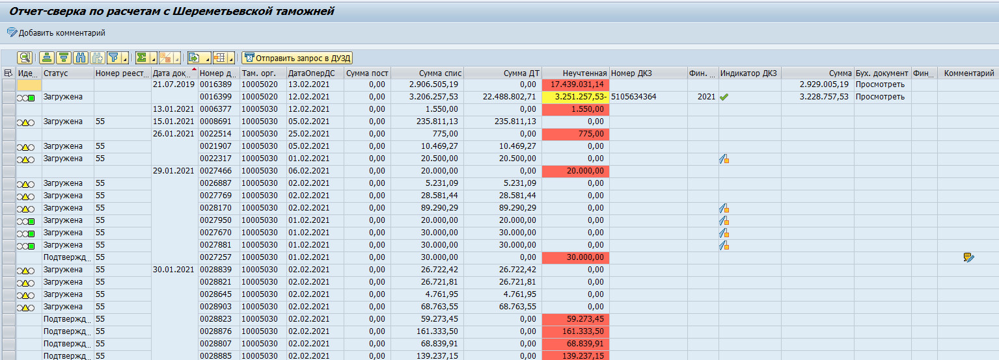 Отчет-сверка по расчетам с Шереметьевской таможней
Добавить комментарий
Отправить запрос в ДУЗД
Иде... Статус Номер реест... Дата док... Номер д... Там. орг. ДатаОперДС Сумма пост Сумма спис Сумма ДТ Неучтенная Номер ДКЗ Фин. ... Индикатор ДКЗ Сумма Бух. документ Фин... Комментарий
21.07.2019 0016389 10005020 13.02.2021 0,00 2.906.505,19 0,00 17.439.031,14 2.929.005,19 Просмотреть
Загружена 0016399 10005020 12.02.2021 0,00 3.206.257,53 22.488.802,71 3.251.257,53- 5105634364 2021 3.228.757,53 Просмотреть
13.01.2021 0006377 10005030 12.02.2021 0,00 1.550,00 0,00 1.550,00
Загружена 55 15.01.2021 0008691 10005030 05.02.2021 0,00 235.811,13 235.811,13 0,00
26.01.2021 0022514 10005030 25.02.2021 0,00 775,00 0,00 775,00
Загружена 55 0021907 10005030 05.02.2021 0,00 10.469,27 10.469,27 0,00
Загружена 55 0022317 10005030 01.02.2021 0,00 20.500,00 20.500,00 0,00
29.01.2021 0027466 10005030 06.02.2021 0,00 20.000,00 0,00 20.000,00
Загружена 55 0026887 10005030 02.02.2021 0,00 5.231,09 5.231,09 0,00
Загружена 55 0027769 10005030 02.02.2021 0,00 28.581,44 28.581,44 0,00
Загружена 55 0028170 10005030 02.02.2021 0,00 89.290,29 89.290,29 0,00
Загружена 55 0027950 10005030 01.02.2021 0,00 20.000,00 20.000,00 0,00
Загружена 55 0027670 10005030 01.02.2021 0,00 30.000,00 30.000,00 0,00
Загружена 55 0027881 10005030 01.02.2021 0,00 30.000,00 30.000,00 0,00
Подтвержд... 55 0027257 10005030 01.02.2021 0,00 30.000,00 0,00 30.000,00
Загружена 55 30.01.2021 0028839 10005030 02.02.2021 0,00 26.722,42 26.722,42 0,00
Загружена 55 0028821 10005030 02.02.2021 0,00 26.721,81 26.721,81 0,00
Загружена 55 0028645 10005030 02.02.2021 0,00 4.761,95 4.761,95 0,00
Загружена 55 0028903 10005030 02.02.2021 0,00 68.763,55 68.763,55 0,00
Подтвержд... 55 0028823 10005030 02.02.2021 0,00 59.273,45 0,00 59.273,45
Подтвержд... 55 0028876 10005030 02.02.2021 0,00 161.333,50 0,00 161.333,50
Подтвержд... 55 0028807 10005030 02.02.2021 0,00 68.839,91 0,00 68.839,91
Подтвержд... 55 0028885 10005030 02.02.2021 0,00 139.237,15 0,00 139.237,15